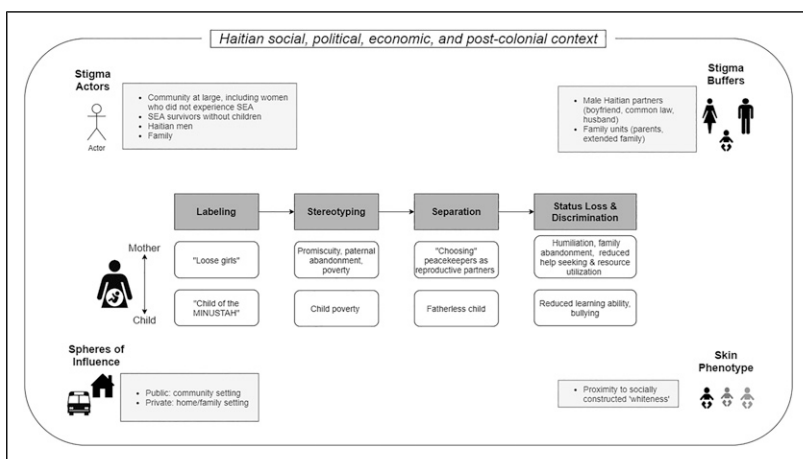 Haitian social, political, economic, and post-colonial context
Stigma
Actors
Actor
• Community at large, including women
who did not experience SEA
• SEA survivors without children
• Haitian men
• Family
Stigma
Buffers
• Male Haitian partners
(boyfriend, common law,
husband)
• Family units (parents,
extended family)
Labeling
Stereotyping
Separation
Status Loss &
Discrimination
Mother
"Loose girls"
Promiscuity, paternal
abandonment,
poverty
"Choosing"
peacekeepers as
reproductive partners
Humiliation, family
abandonment, reduced
help seeking & resource
utilization
Child
"Child of the
MINUSTAH"
Child poverty
Fatherless child
Reduced learning ability,
bullying
Spheres of
Influence
• Public: community setting
• Private: home/family setting
Skin
Phenotype
• Proximity to socially
constructed 'whiteness'